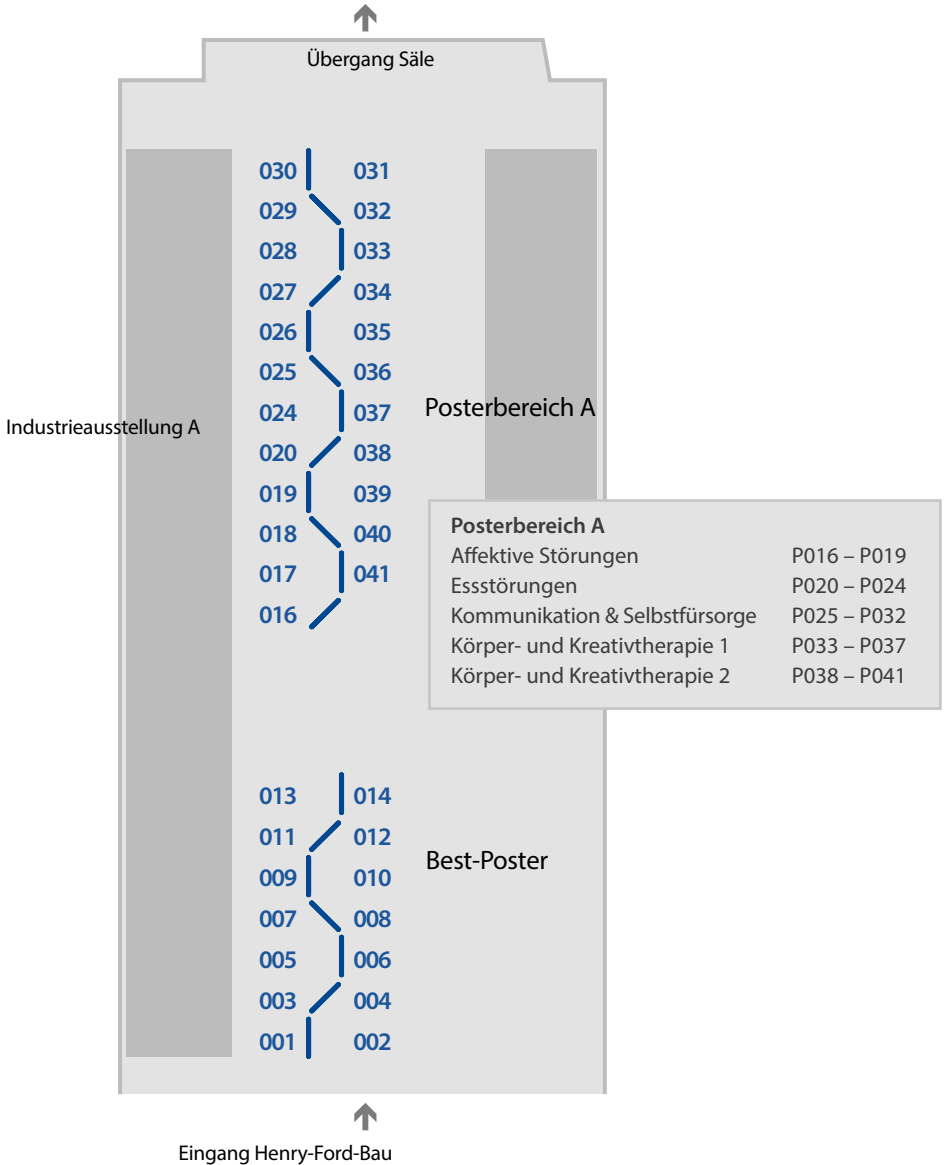 Übergang Säle
030 031
029 032
028 033
027 034
026 035
025 036
024 037
Posterbereich A
Industrieausstellung A
020 038
019 039
018 040
017 041
016
Posterbereich A
Affektive Störungen P016 – P019
Essstörungen P020 – P024
Kommunikation & Selbstfürsorge P025 – P032
Körper- und Kreativtherapie 1 P033 – P037
Körper- und Kreativtherapie 2 P038 – P041
013 014
011 012
Best-Poster
009 010
007 008
005 006
003 004
001 002
Eingang Henry-Ford-Bau